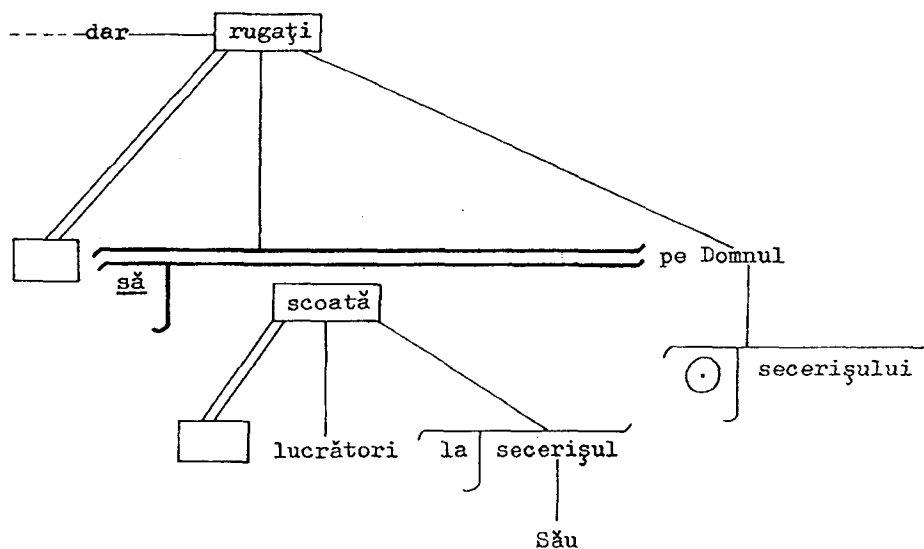 dar rugaţi
să pe Domnul
scoată
secerişului
lucrători la secerişul
Său